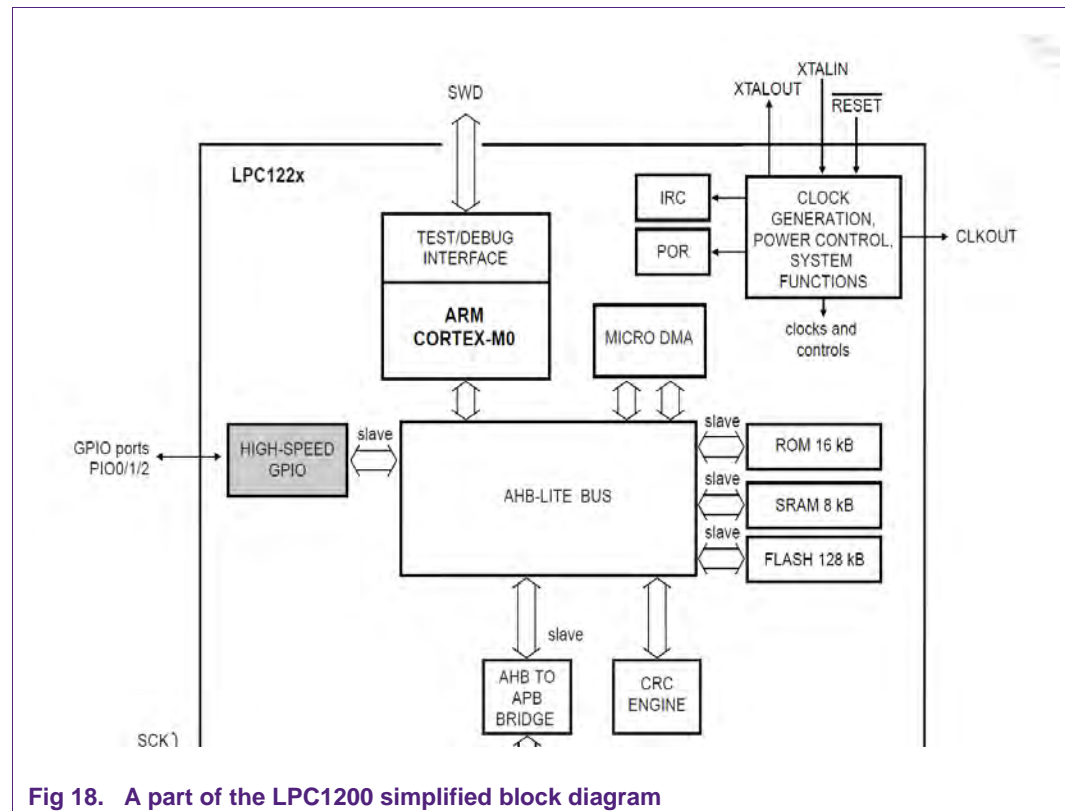 XTALIN
XTALOUT
RESET
SWD
LPC122x
IRC
POR
CLOCK
GENERATION,
POWER CONTROL,
SYSTEM
FUNCTIONS
CLKOUT
TEST/DEBUG
INTERFACE
ARM
CORTEX-M0
MICRO DMA
clocks and
controls
GPIO ports
PIO0/1/2
HIGH-SPEED
GPIO
slave
AHB-LITE BUS
slave
ROM 16 kB
slave
SRAM 8 kB
slave
FLASH 128 kB
slave
AHB TO
APB
BRIDGE
CRC
ENGINE
SCK
Fig 18. A part of the LPC1200 simplified block diagram